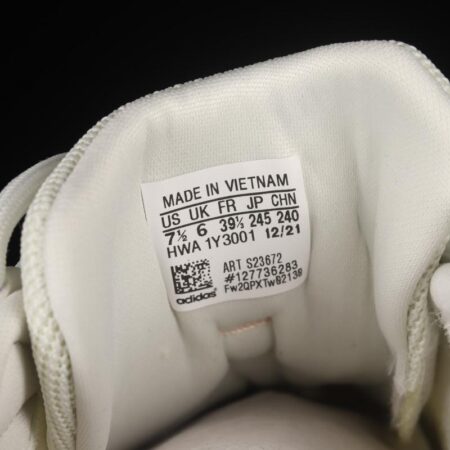 MADE IN VIETNAM
US UK FR JP CHN
7½ 6 39⅓ 245 240
HWA 1Y3001 12/21
ART S23672
#127736283
adidas